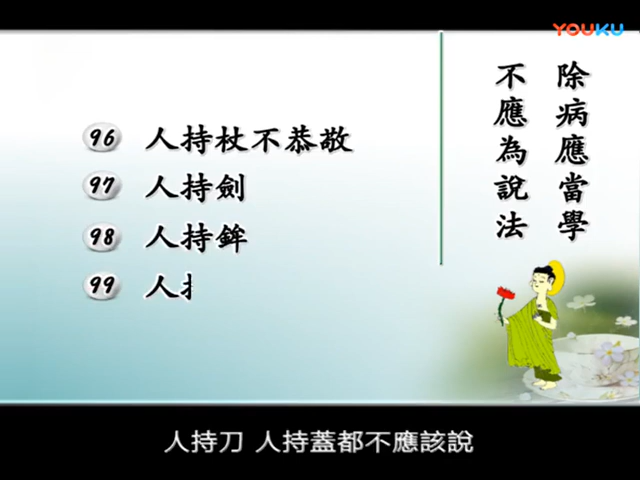 YOUKU
除病應當學
不應為說法
96 人持杖不恭敬
97 人持劍
98 人持鉾
99 人
人持刀 人持蓋都不應該說